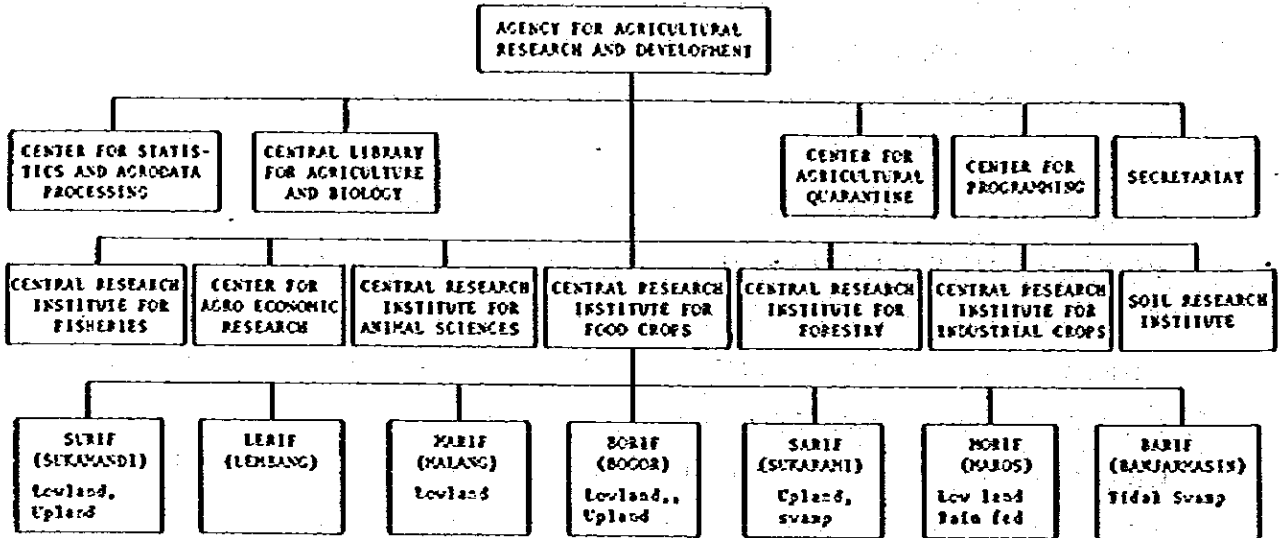 AGENCY FOR AGRICULTURAL
RESEARCH AND DEVELOPMENT
CENTER FOR STATIS-
TICS AND AGRODATA
PROCESSING
CENTRAL LIBRARY
FOR AGRICULTURE
AND BIOLOGY
CENTER FOR
AGRICULTURAL
QUARANTINE
CENTER FOR
PROGRAMMING
SECRETARIAT
CENTRAL RESEARCH
INSTITUTE FOR
FISHERIES
CENTER FOR
AGRO ECONOMIC
RESEARCH
CENTRAL RESEARCH
INSTITUTE FOR
ANIMAL SCIENCES
CENTRAL RESEARCH
INSTITUTE FOR
FOOD CROPS
CENTRAL RESEARCH
INSTITUTE FOR
FORESTRY
CENTRAL RESEARCH
INSTITUTE FOR
INDUSTRIAL CROPS
SOIL RESEARCH
INSTITUTE
SURIF
(SUKAMANDI)
Lowland,
Upland
LERIF
(LEMBANG)
MARIF
(MALANG)
Lowland
BORIF
(BOGOR)
Lowland,,
Upland
SARIF
(SUKARAMI)
Upland,
swamp
MORIF
(MAROS)
Low land
Rain fed
BARIF
(BANJARMASIN)
Tidal Swamp